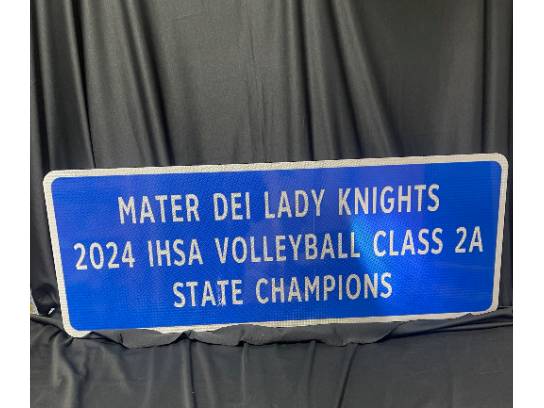 MATER DEI LADY KNIGHTS
2024 IHSA VOLLEYBALL CLASS 2A
STATE CHAMPIONS